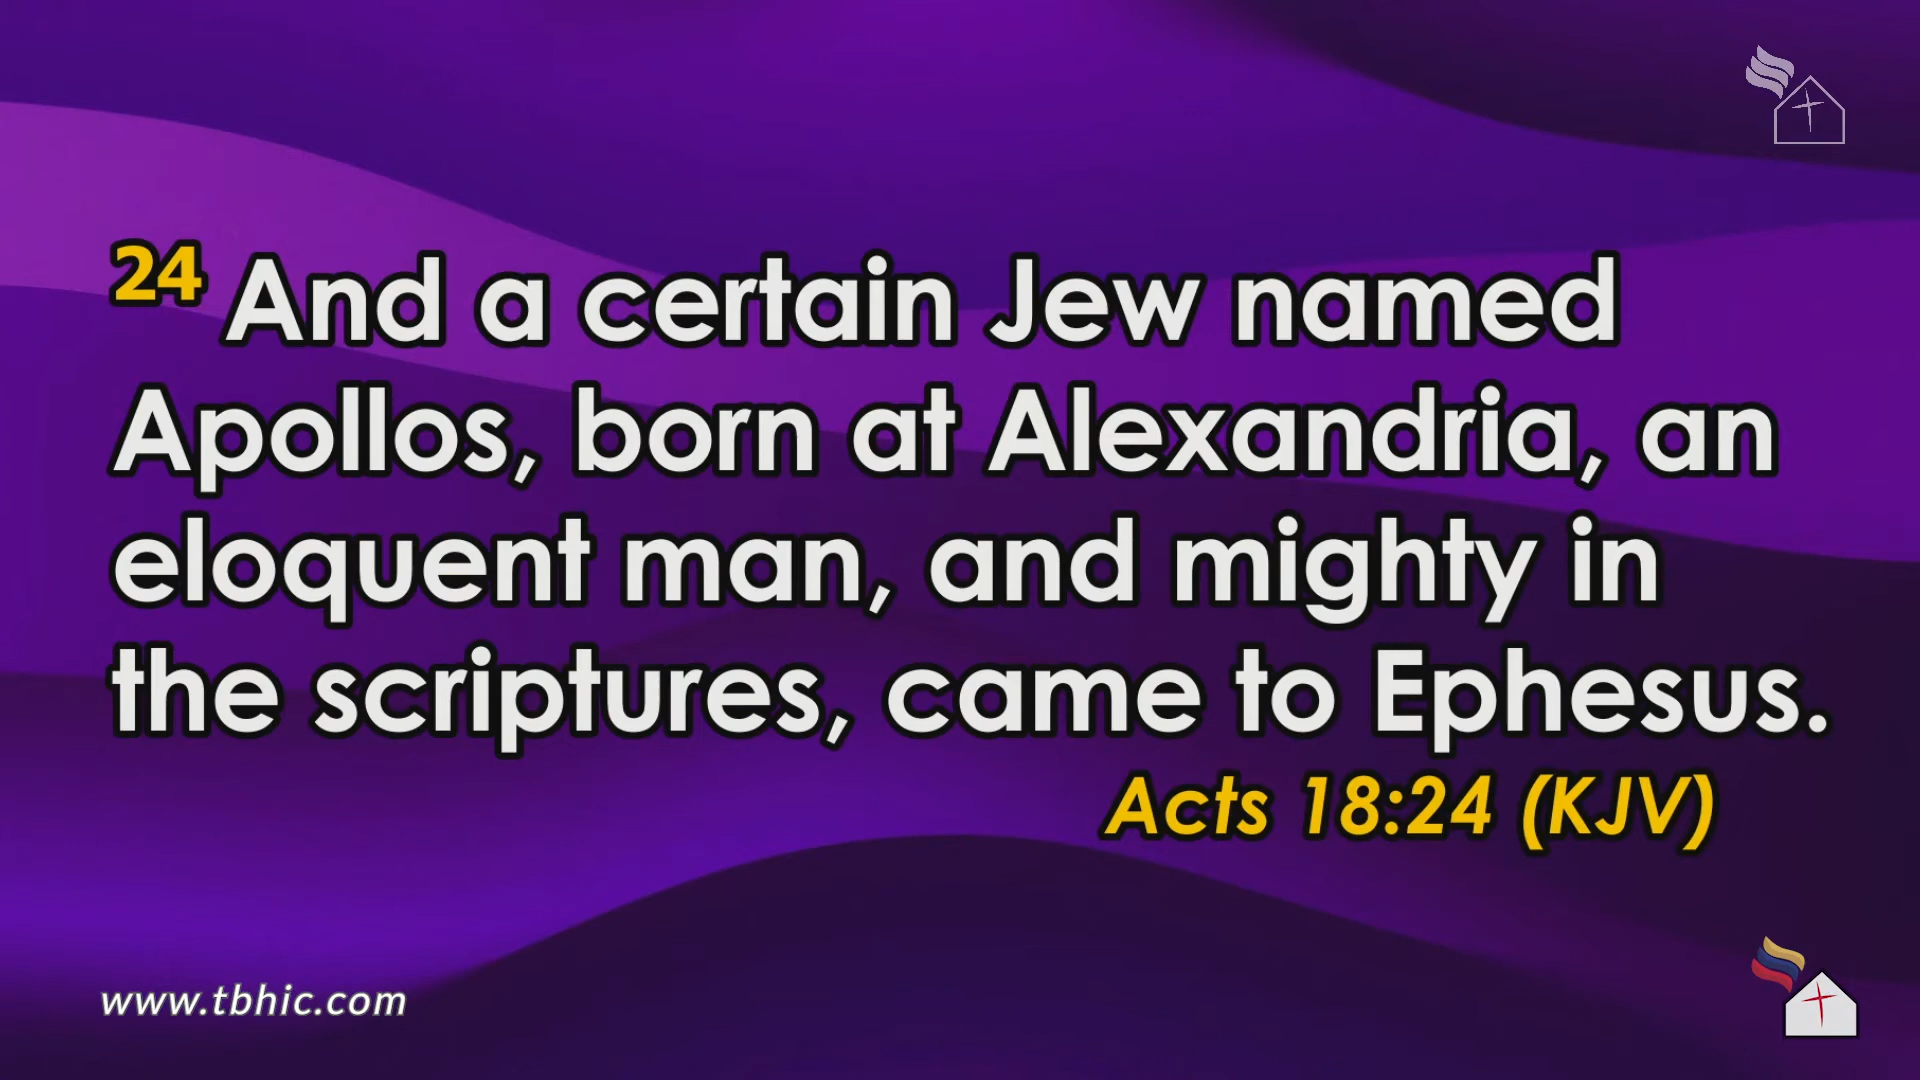 24 And a certain Jew named
Apollos, born at Alexandria, an
eloquent man, and mighty in
the scriptures, came to Ephesus.
Acts 18:24 (KJV)
www.tbhic.com